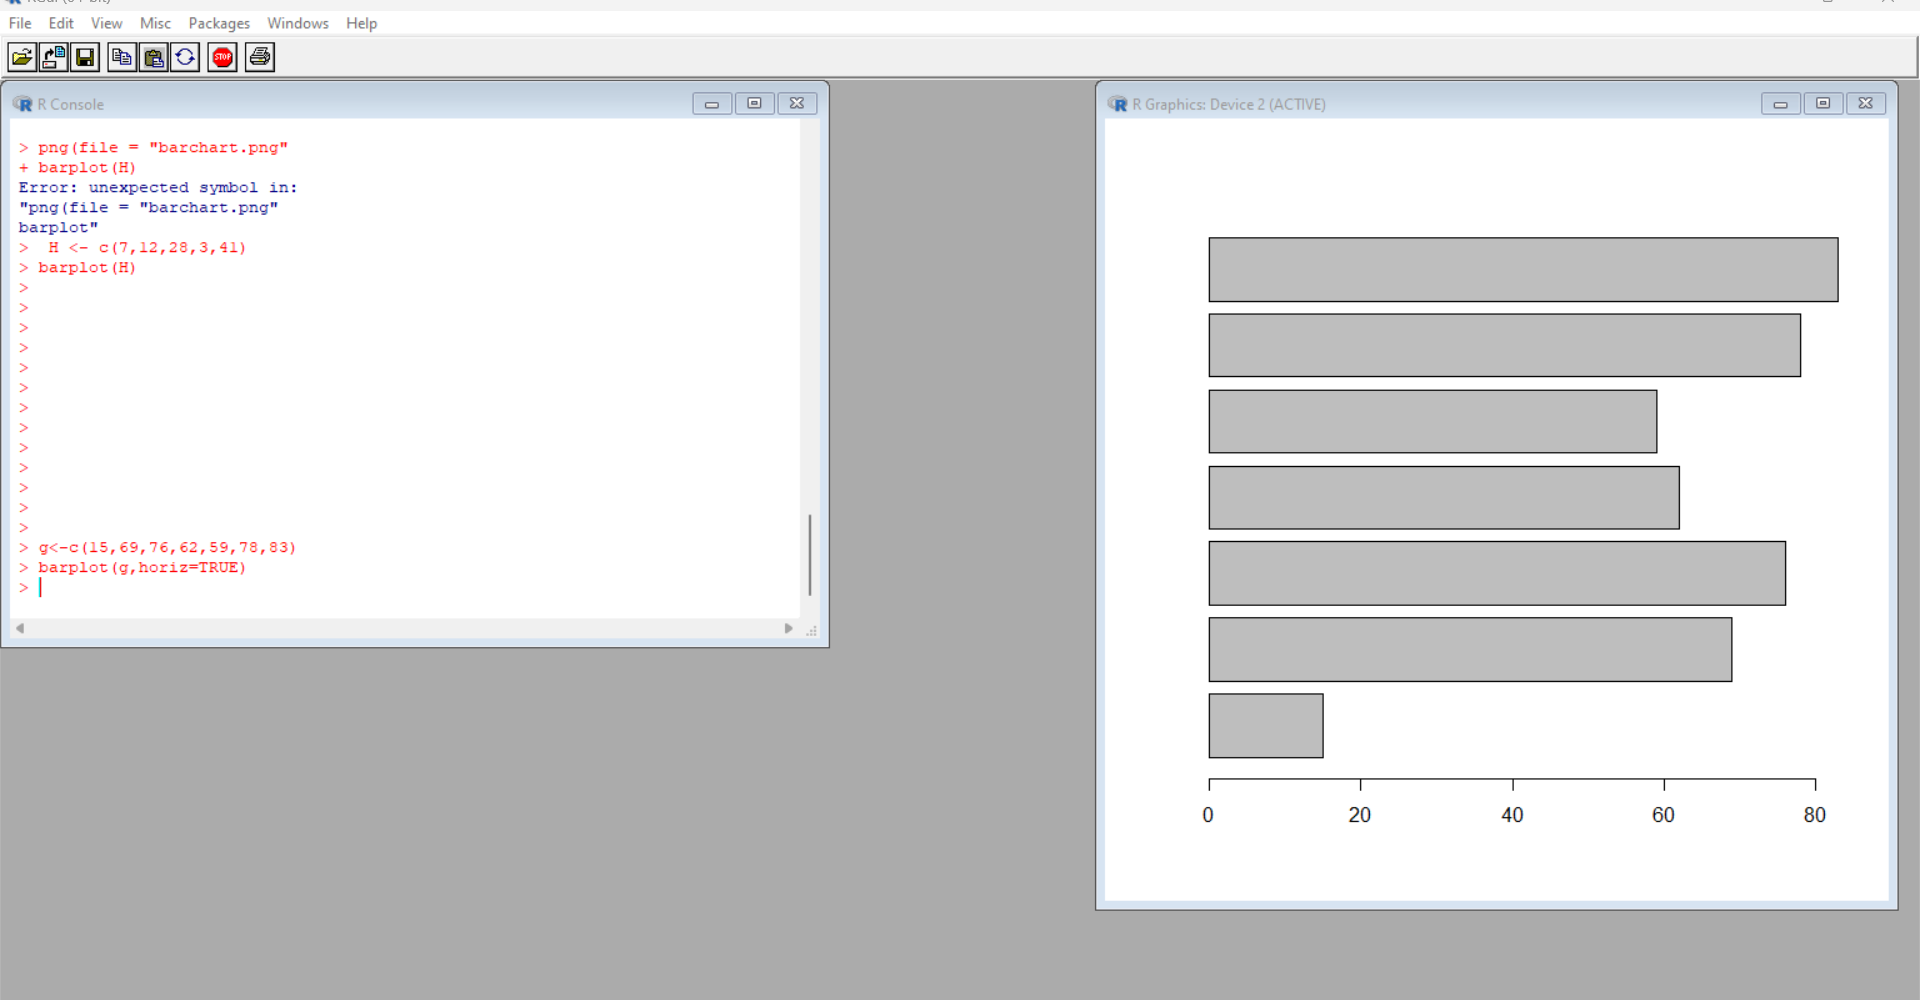 File Edit View Misc Packages Windows Help
STOP
R Console
> png(file = "barchart.png"
+ barplot(H)
Error: unexpected symbol in:
"png(file = "barchart.png"
barplot"
>  H <- c(7,12,28,3,41)
> barplot(H)
>
>
>
>
>
>
>
>
>
>
>
>
>
> g<-c(15,69,76,62,59,78,83)
> barplot(g,horiz=TRUE)
>
R Graphics: Device 2 (ACTIVE)
0 20 40 60 80